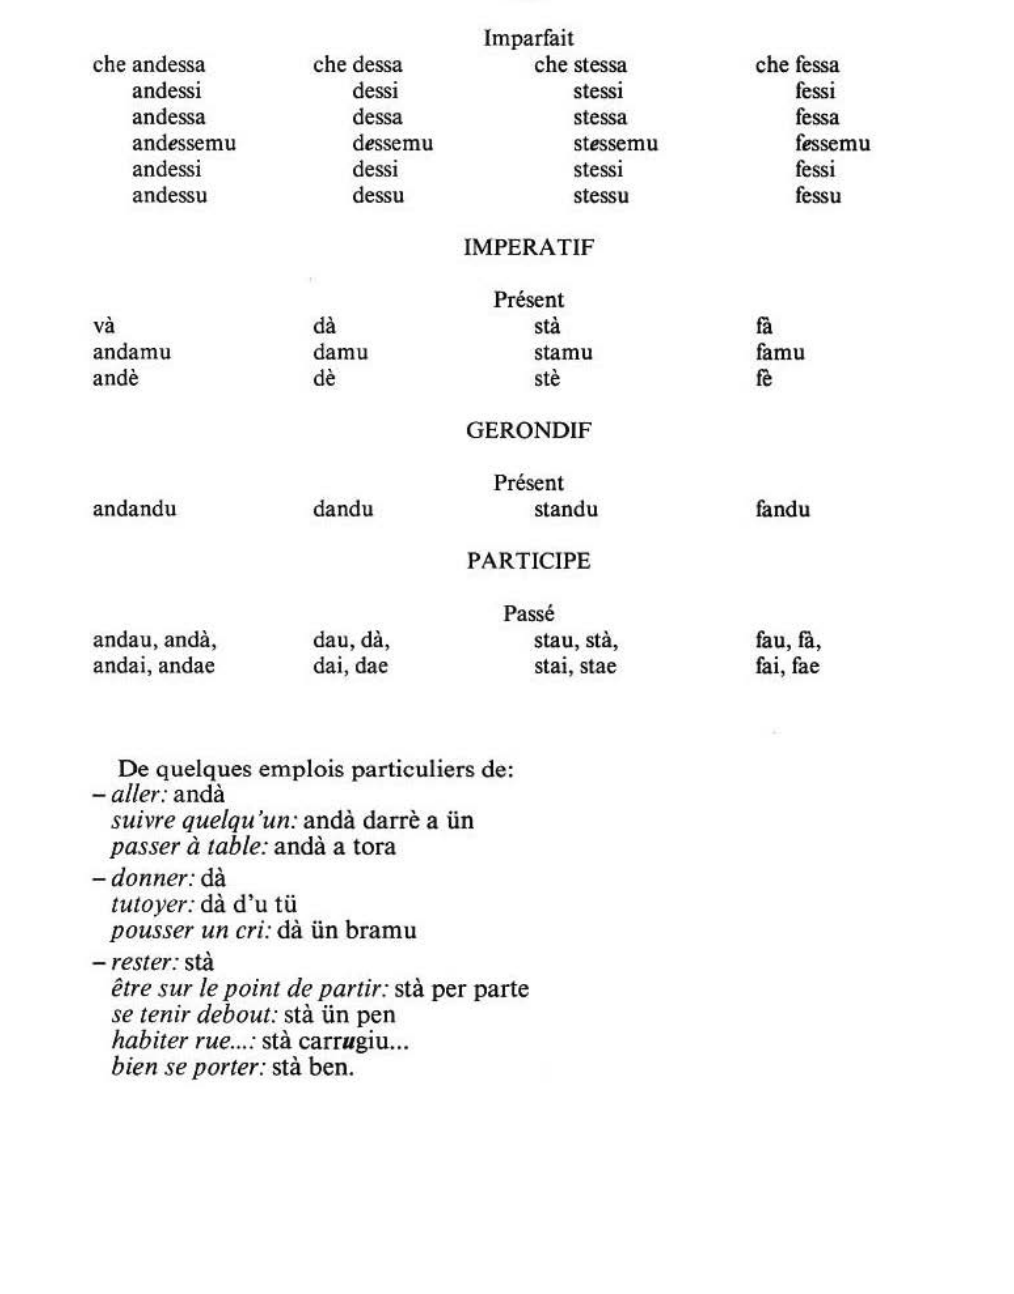 Imparfait
che andessa che dessa che stessa che fessa
andessi dessi stessi fessi
andessa dessa stessa fessa
andessemu dessemu stessemu fessemu
andessi dessi stessi fessi
andessu dessu stessu fessu
IMPERATIF
Présent
và dà stà fà
andamu damu stamu famu
andè dè stè fè
GERONDIF
Présent
andandu dandu standu fandu
PARTICIPE
Passé
andau, andà, dau, dà, stau, stà, fau, fà,
andai, andae dai, dae stai, stae fai, fae
De quelques emplois particuliers de:
– aller: andà
suivre quelqu'un: andà darrè a ün
passer à table: andà a tora
– donner: dà
tutoyer: dà d'u tü
pousser un cri: dà ün bramu
– rester: stà
être sur le point de partir: stà per parte
se tenir debout: stà ün pen
habiter rue...: stà carrugiu...
bien se porter: stà ben.